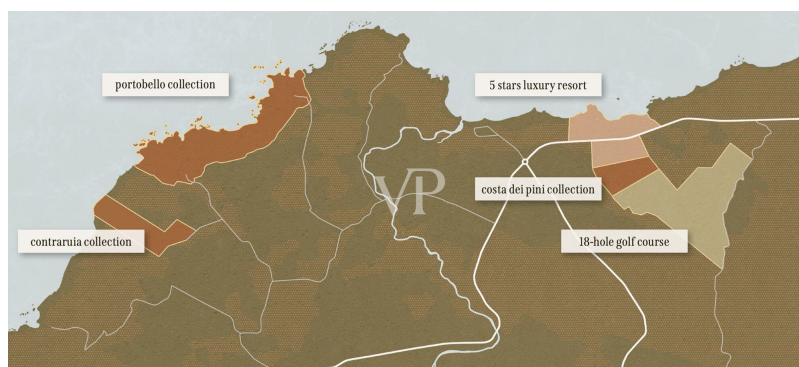 portobello collection
5 stars luxury resort
VP
costa dei pini collection
contraruia collection
18-hole golf course